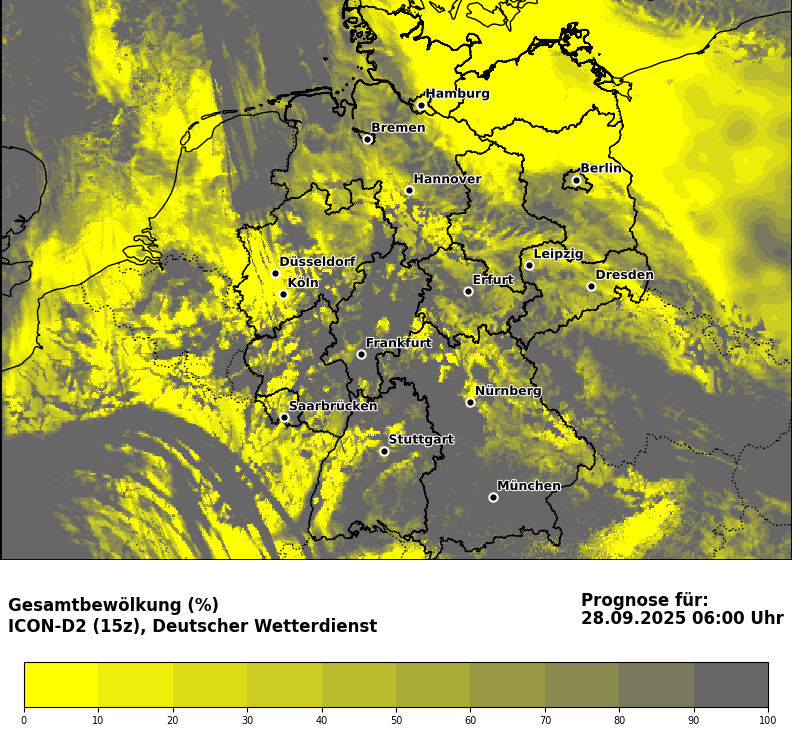 Hamburg
Bremen
Berlin
Hannover
Leipzig
Düsseldorf
Dresden
Erfurt
Köln
Frankfurt
Nürnberg
Saarbrücken
Stuttgart
München
Gesamtbewölkung (%)
ICON-D2 (15z), Deutscher Wetterdienst
Prognose für:
28.09.2025 06:00 Uhr
0 10 20 30 40 50 60 70 80 90 100